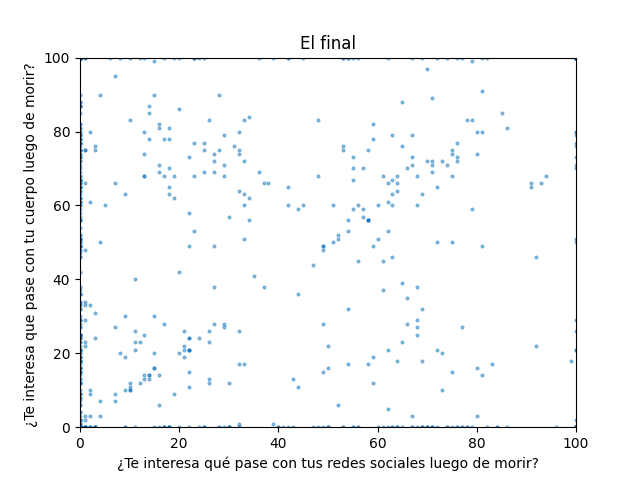 El final
¿Te interesa que pase con tu cuerpo luego de morir?
100
80
60
40
20
0
0 20 40 60 80 100
¿Te interesa qué pase con tus redes sociales luego de morir?